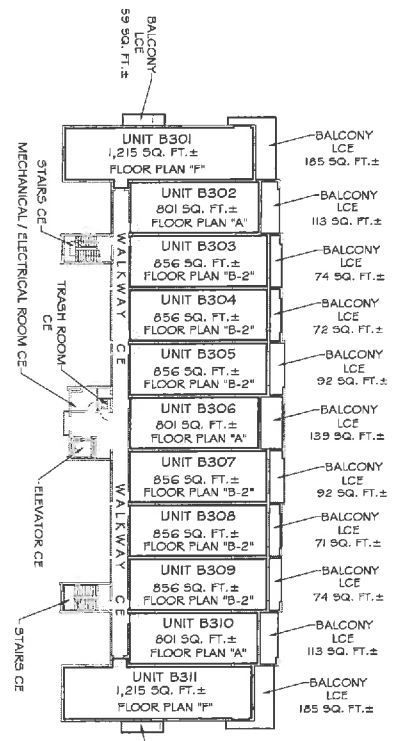 BALCONY
LCE
59 SQ. FT.±
UNIT B301
1,215 SQ. FT.±
FLOOR PLAN "F"
BALCONY
LCE
185 SQ. FT.±
UNIT B302
801 SQ. FT.±
FLOOR PLAN "A"
BALCONY
LCE
113 SQ. FT.±
UNIT B303
856 SQ. FT.±
FLOOR PLAN "B-2"
BALCONY
LCE
74 SQ. FT.±
UNIT B304
856 SQ. FT.±
FLOOR PLAN "B-2"
BALCONY
LCE
72 SQ. FT.±
UNIT B305
856 SQ. FT.±
FLOOR PLAN "B-2"
BALCONY
LCE
92 SQ. FT.±
UNIT B306
801 SQ. FT.±
FLOOR PLAN "A"
BALCONY
LCE
139 SQ. FT.±
UNIT B307
856 SQ. FT.±
FLOOR PLAN "B-2"
BALCONY
LCE
92 SQ. FT.±
UNIT B308
856 SQ. FT.±
FLOOR PLAN "B-2"
BALCONY
LCE
71 SQ. FT.±
UNIT B309
856 SQ. FT.±
FLOOR PLAN "B-2"
BALCONY
LCE
74 SQ. FT.±
UNIT B310
801 SQ. FT.±
FLOOR PLAN "A"
BALCONY
LCE
113 SQ. FT.±
UNIT B311
1,215 SQ. FT.±
FLOOR PLAN "F"
BALCONY
LCE
185 SQ. FT.±
STAIRS CE
MECHANICAL / ELECTRICAL ROOM CE
TRASH ROOM
CE
WALKWAY CE
ELEVATOR CE
WALKWAY CE
STAIRS CE